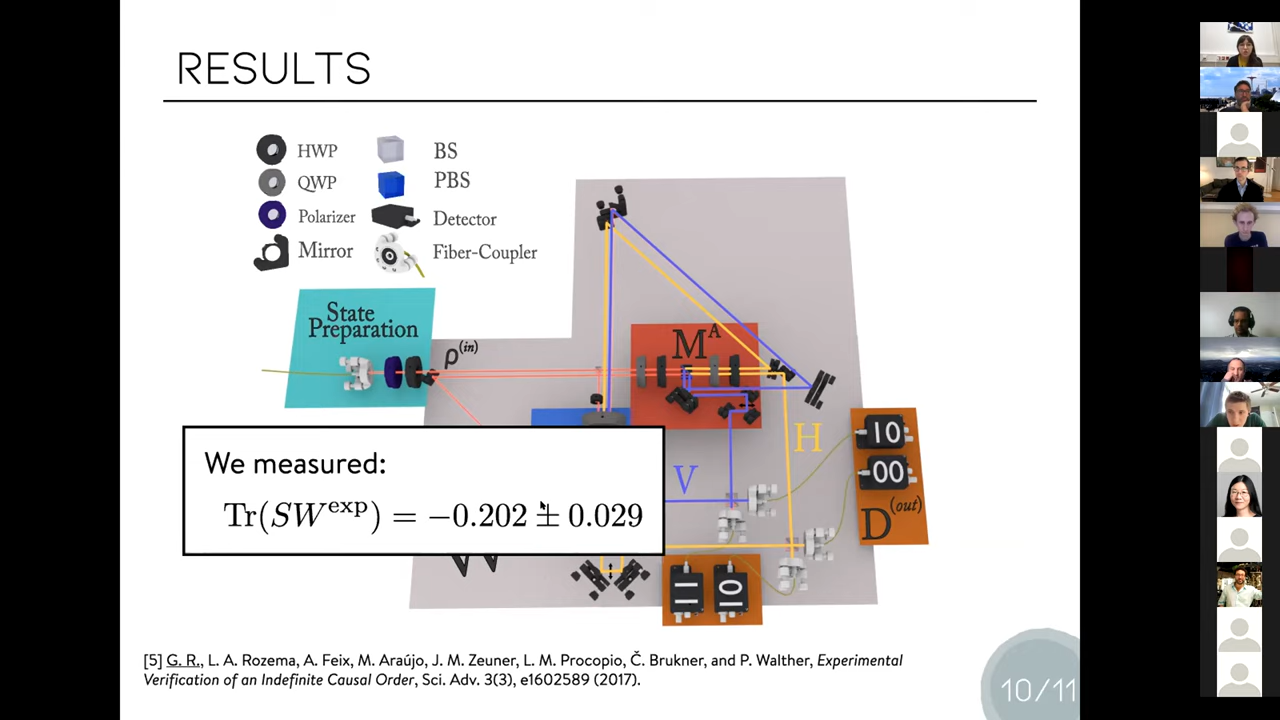 RESULTS
HWP
BS
QWP
PBS
Polarizer
Detector
Mirror
Fiber-Coupler
State
Preparation
ρ(in)
M^A
H
10
00
V
D(out)
We measured:
Tr(SW^exp) = −0.202 ± 0.029
11
01
[5] G. R., L. A. Rozema, A. Feix, M. Araújo, J. M. Zeuner, L. M. Procopio, Č. Brukner, and P. Walther, Experimental
Verification of an Indefinite Causal Order, Sci. Adv. 3(3), e1602589 (2017).
10/11